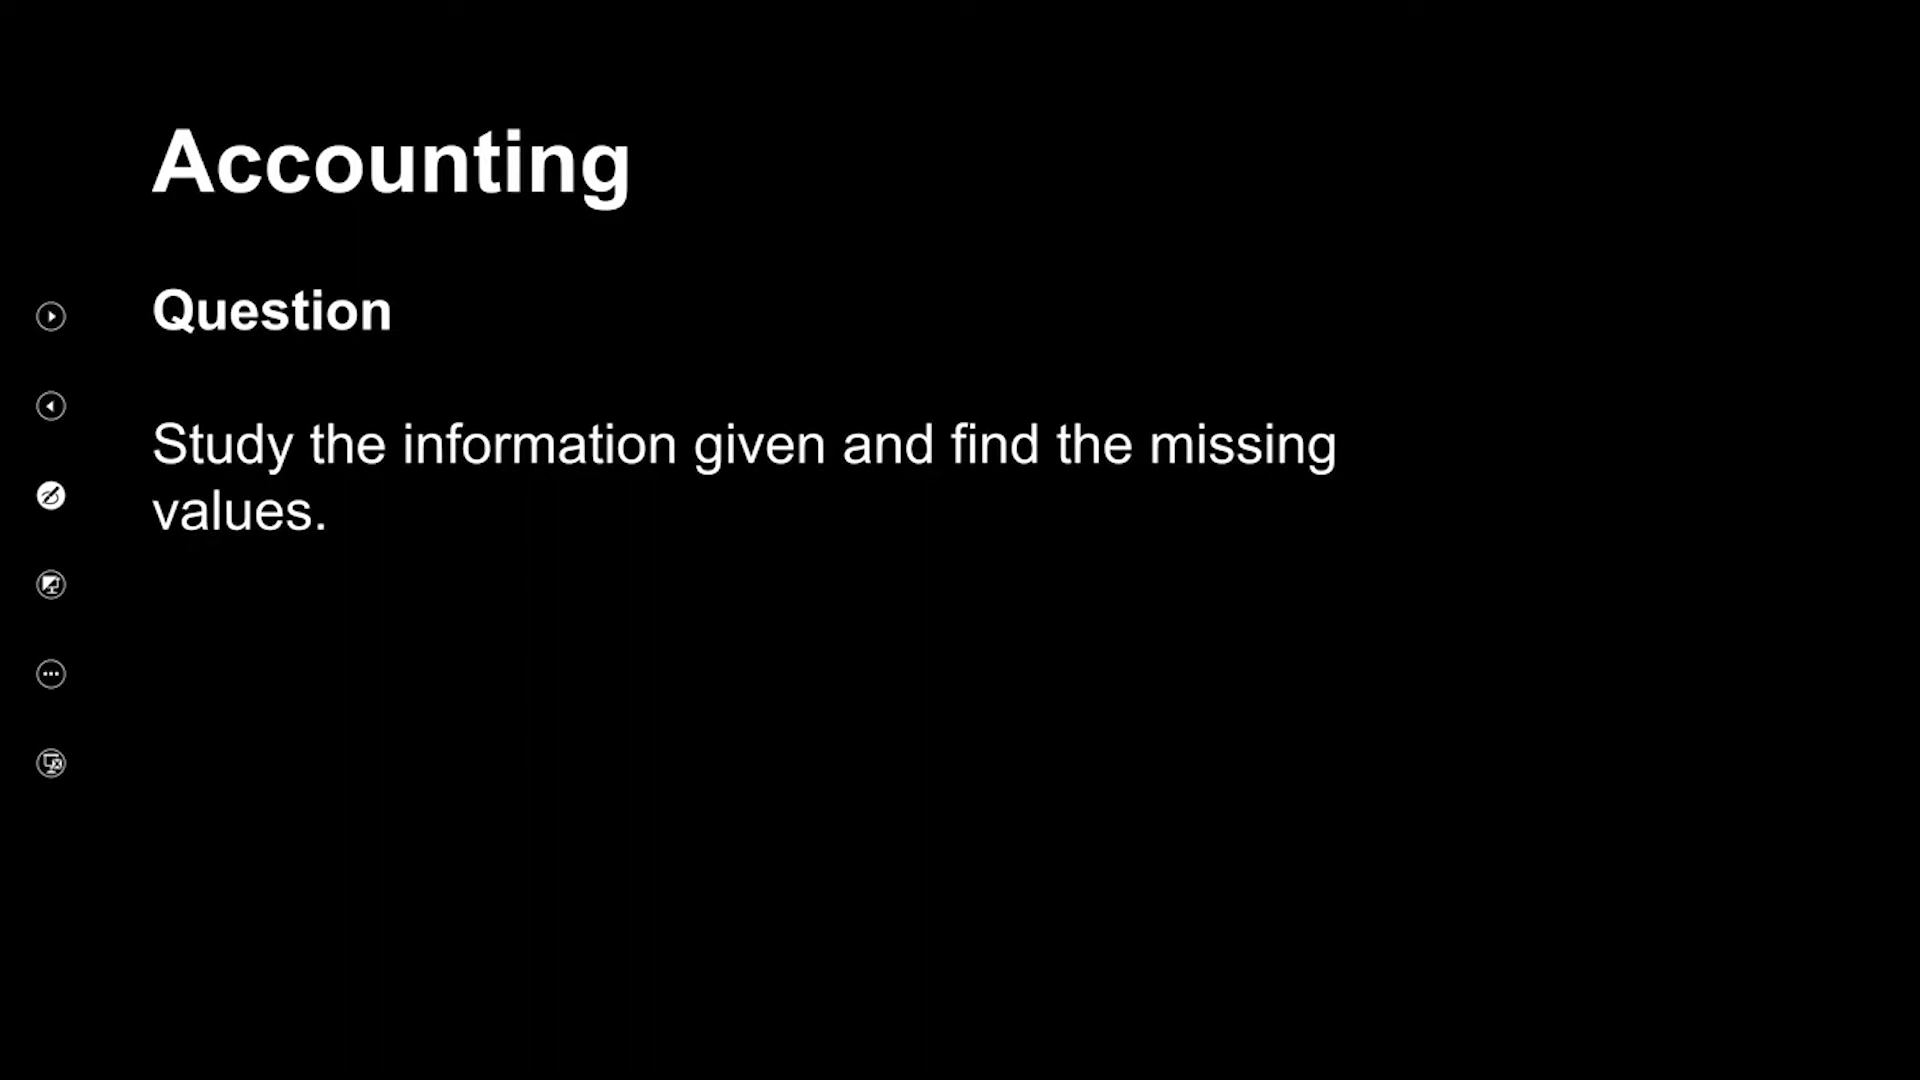 Accounting
Question
Study the information given and find the missing
values.